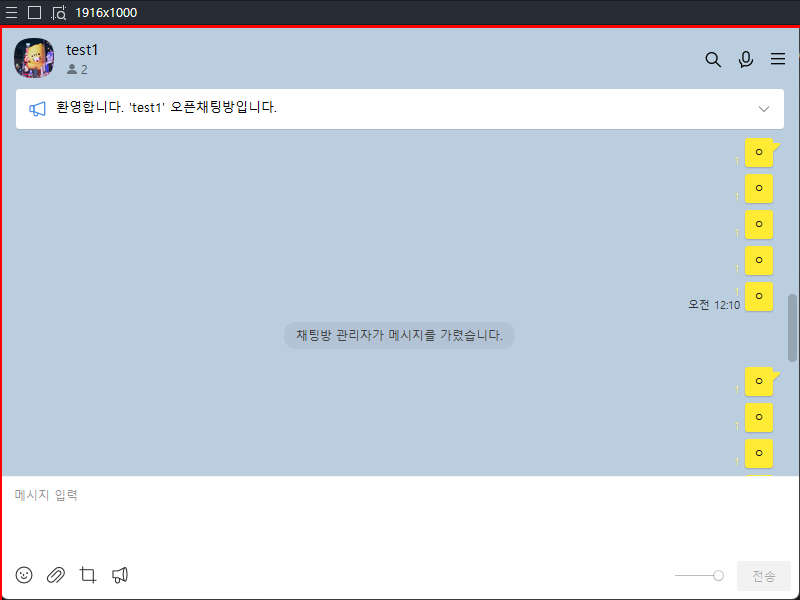 1916x1000
test1
2
환영합니다. 'test1' 오픈채팅방입니다.
1 ㅇ
1 ㅇ
1 ㅇ
1 ㅇ
1
오전 12:10 ㅇ
채팅방 관리자가 메시지를 가렸습니다.
1 ㅇ
1 ㅇ
1 ㅇ
메시지 입력
전송